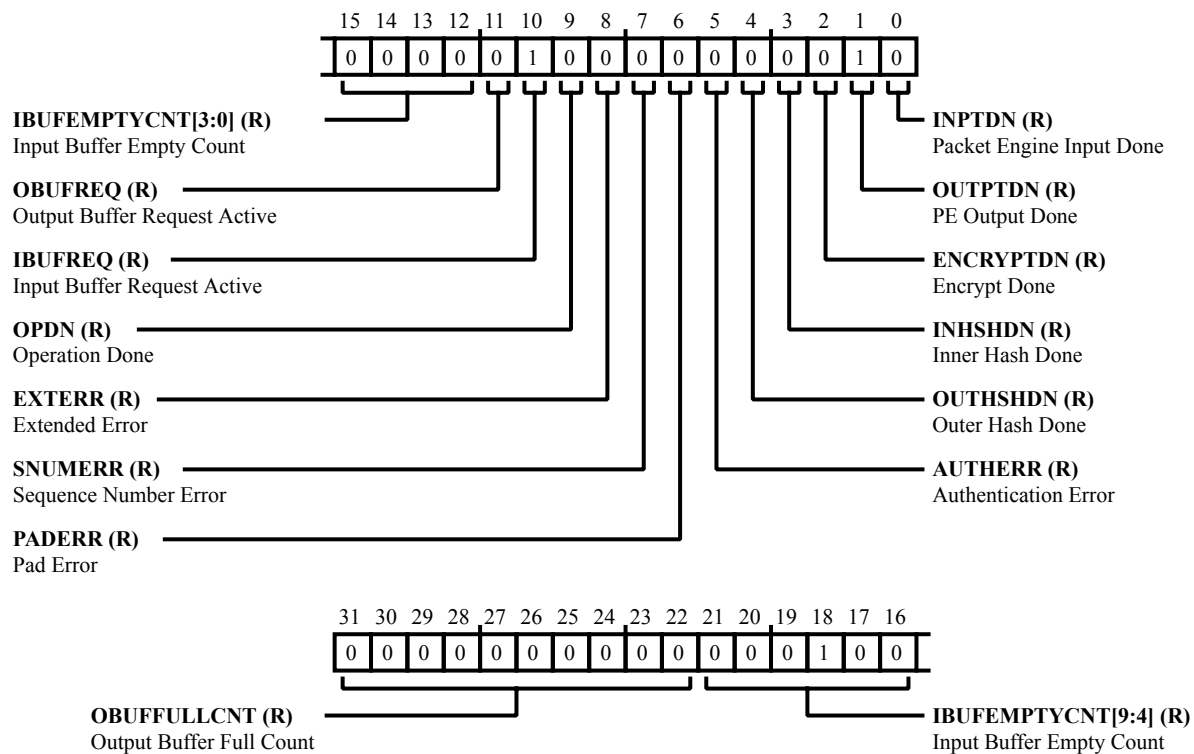 15 14 13 12 11 10 9 8 7 6 5 4 3 2 1 0
0 0 0 0 0 1 0 0 0 0 0 0 0 0 1 0
IBUFEMPTYCNT[3:0] (R)
Input Buffer Empty Count
OBUFREQ (R)
Output Buffer Request Active
IBUFREQ (R)
Input Buffer Request Active
OPDN (R)
Operation Done
EXTERR (R)
Extended Error
SNUMERR (R)
Sequence Number Error
PADERR (R)
Pad Error
INPTDN (R)
Packet Engine Input Done
OUTPTDN (R)
PE Output Done
ENCRYPTDN (R)
Encrypt Done
INHSHDN (R)
Inner Hash Done
OUTHSHDN (R)
Outer Hash Done
AUTHERR (R)
Authentication Error
31 30 29 28 27 26 25 24 23 22 21 20 19 18 17 16
0 0 0 0 0 0 0 0 0 0 0 0 0 1 0 0
OBUFFULLCNT (R)
Output Buffer Full Count
IBUFEMPTYCNT[9:4] (R)
Input Buffer Empty Count